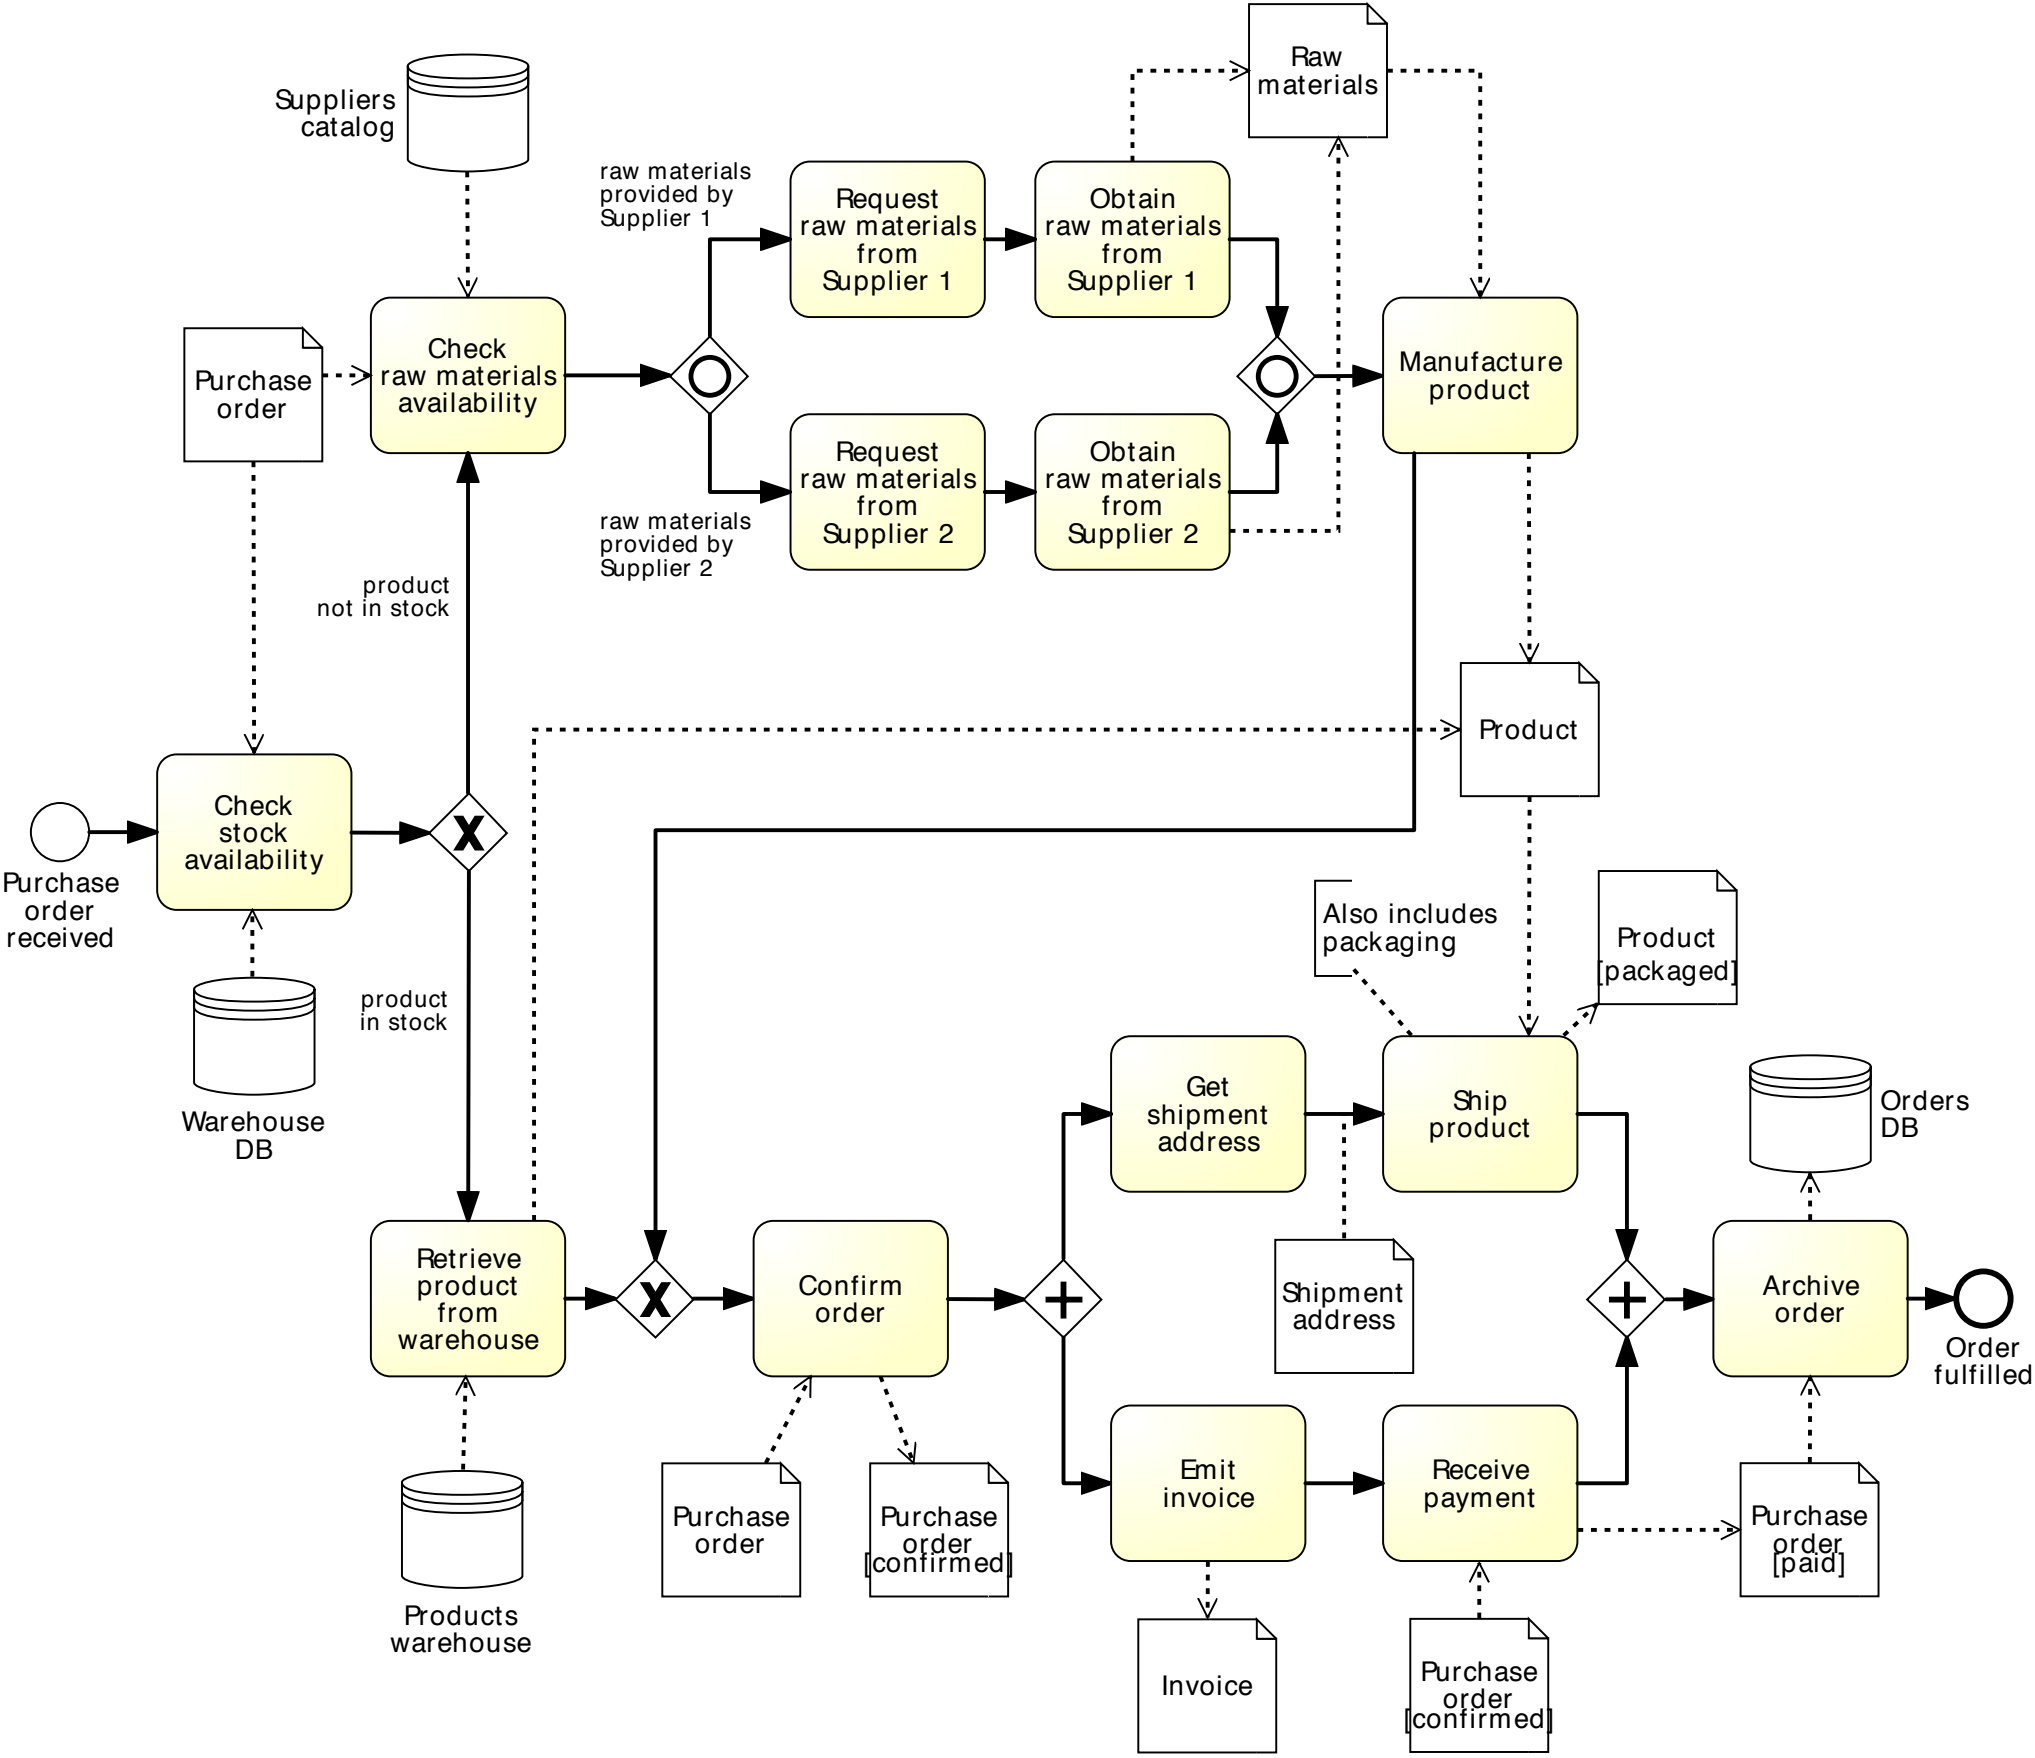 Raw
materials
Suppliers
catalog
raw materials
provided by
Supplier 1
Request
raw materials
from
Supplier 1
Obtain
raw materials
from
Supplier 1
Purchase
order
Check
raw materials
availability
Manufacture
product
raw materials
provided by
Supplier 2
Request
raw materials
from
Supplier 2
Obtain
raw materials
from
Supplier 2
product
not in stock
Product
Check
stock
availability
X
Purchase
order
received
Also includes
packaging
Product
[packaged]
product
in stock
Warehouse
DB
Get
shipment
address
Ship
product
Orders
DB
Retrieve
product
from
warehouse
X
Confirm
order
Shipment
address
Archive
order
Order
fulfilled
Purchase
order
Purchase
order
[confirmed]
Emit
invoice
Receive
payment
Purchase
order
[paid]
Products
warehouse
Invoice
Purchase
order
[confirmed]